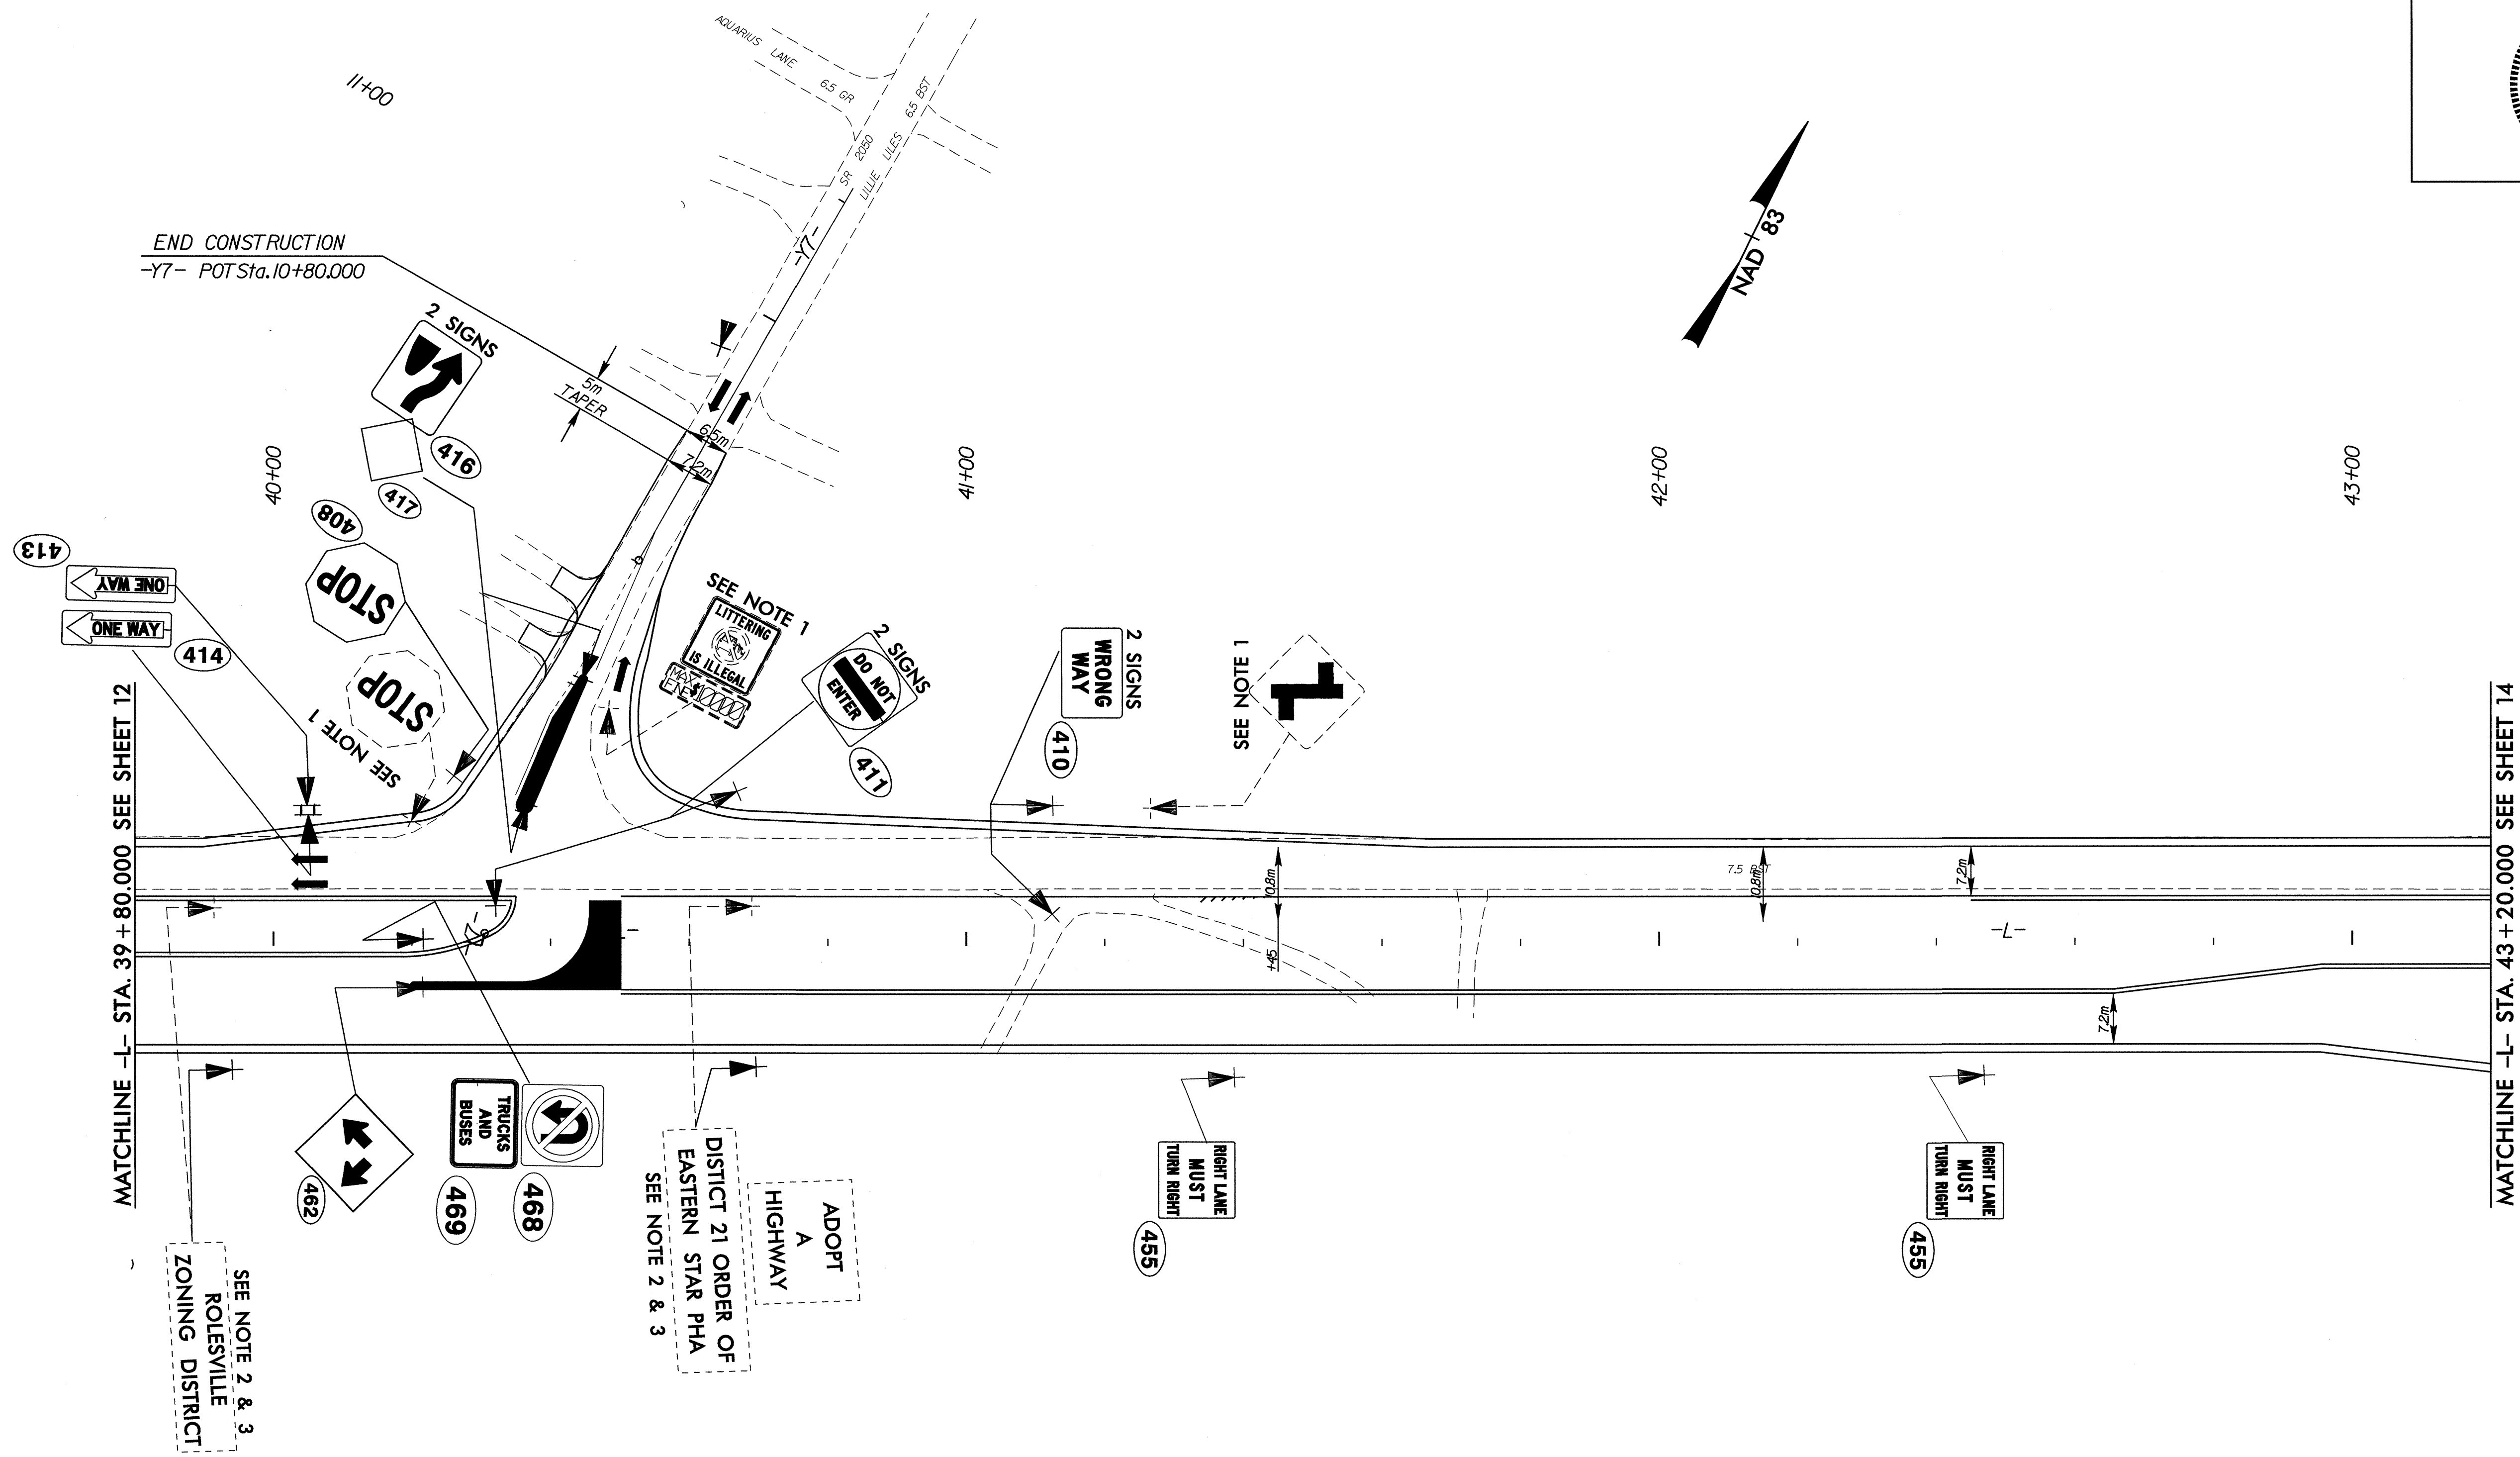 11+00
AQUARIUS LANE 6.5 GR
SR 2050
LILLIE LILES 6.5 BST
-Y7-
END CONSTRUCTION
-Y7- POT Sta. 10+80.000
NAD 83
2 SIGNS
416
417
5m
TAPER
6.5m
7.2m
40+00
41+00
42+00
43+00
408
STOP
413
ONE WAY
ONE WAY
414
STOP
SEE NOTE 1
SEE NOTE 1
LITTERING
IS ILLEGAL
MAX.
FINE $1000
2 SIGNS
DO NOT
ENTER
411
2 SIGNS
WRONG
WAY
410
SEE NOTE 1
MATCHLINE -L- STA. 39+80.000 SEE SHEET 12
MATCHLINE -L- STA. 43+20.000 SEE SHEET 14
10.8m
+45
7.5 BST
10.8m
7.2m
-L-
7.2m
462
TRUCKS
AND
BUSES
469
468
DISTICT 21 ORDER OF
EASTERN STAR PHA
SEE NOTE 2 & 3
ADOPT
A
HIGHWAY
RIGHT LANE
MUST
TURN RIGHT
455
RIGHT LANE
MUST
TURN RIGHT
455
SEE NOTE 2 & 3
ROLESVILLE
ZONING DISTRICT